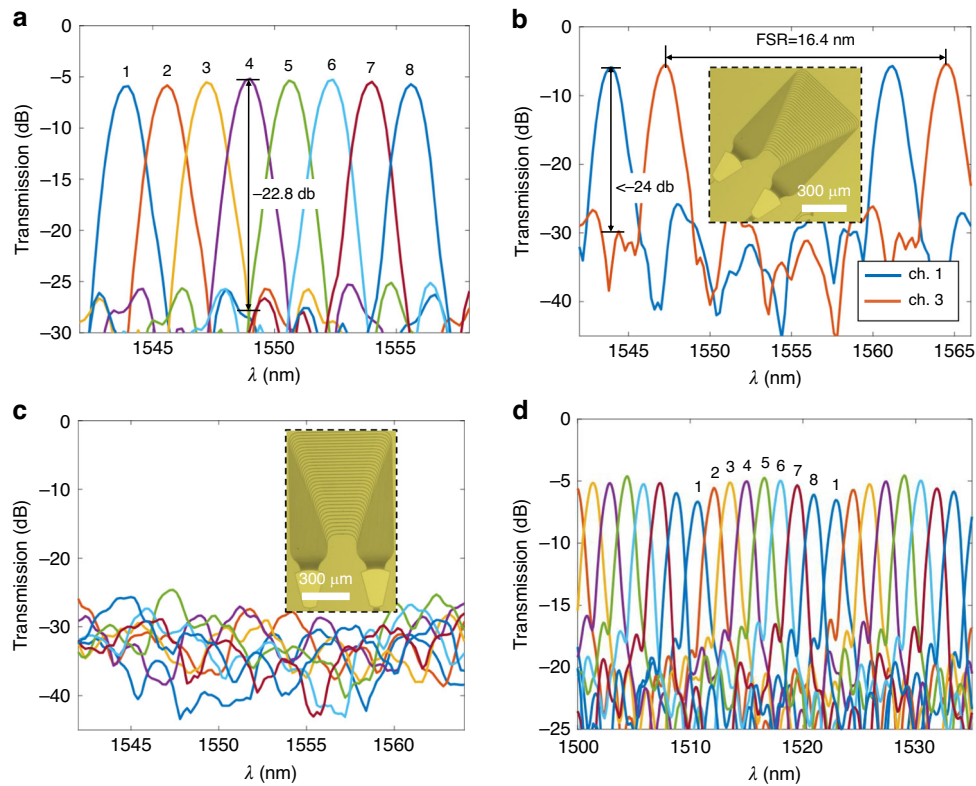 a
0
−5
−10
−15
−20
−25
−30
Transmission (dB)
1 2 3 4 5 6 7 8
−22.8 db
1545 1550 1555
λ (nm)
b
0
−10
−20
−30
−40
Transmission (dB)
FSR=16.4 nm
<−24 db
300 μm
ch. 1
ch. 3
1545 1550 1555 1560 1565
λ (nm)
c
0
−10
−20
−30
−40
Transmission (dB)
300 μm
1545 1550 1555 1560
λ (nm)
d
0
−5
−10
−15
−20
−25
Transmission (dB)
1 2 3 4 5 6 7 8 1
1500 1510 1520 1530
λ (nm)